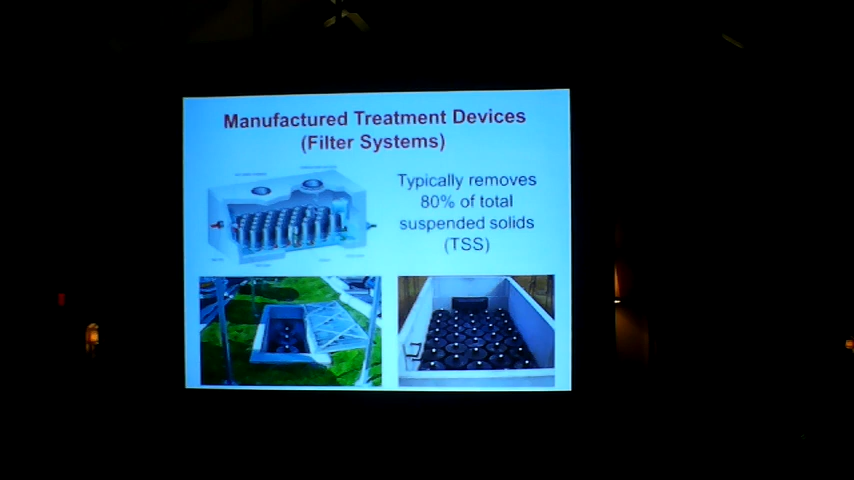 Manufactured Treatment Devices
(Filter Systems)
Typically removes
80% of total
suspended solids
(TSS)